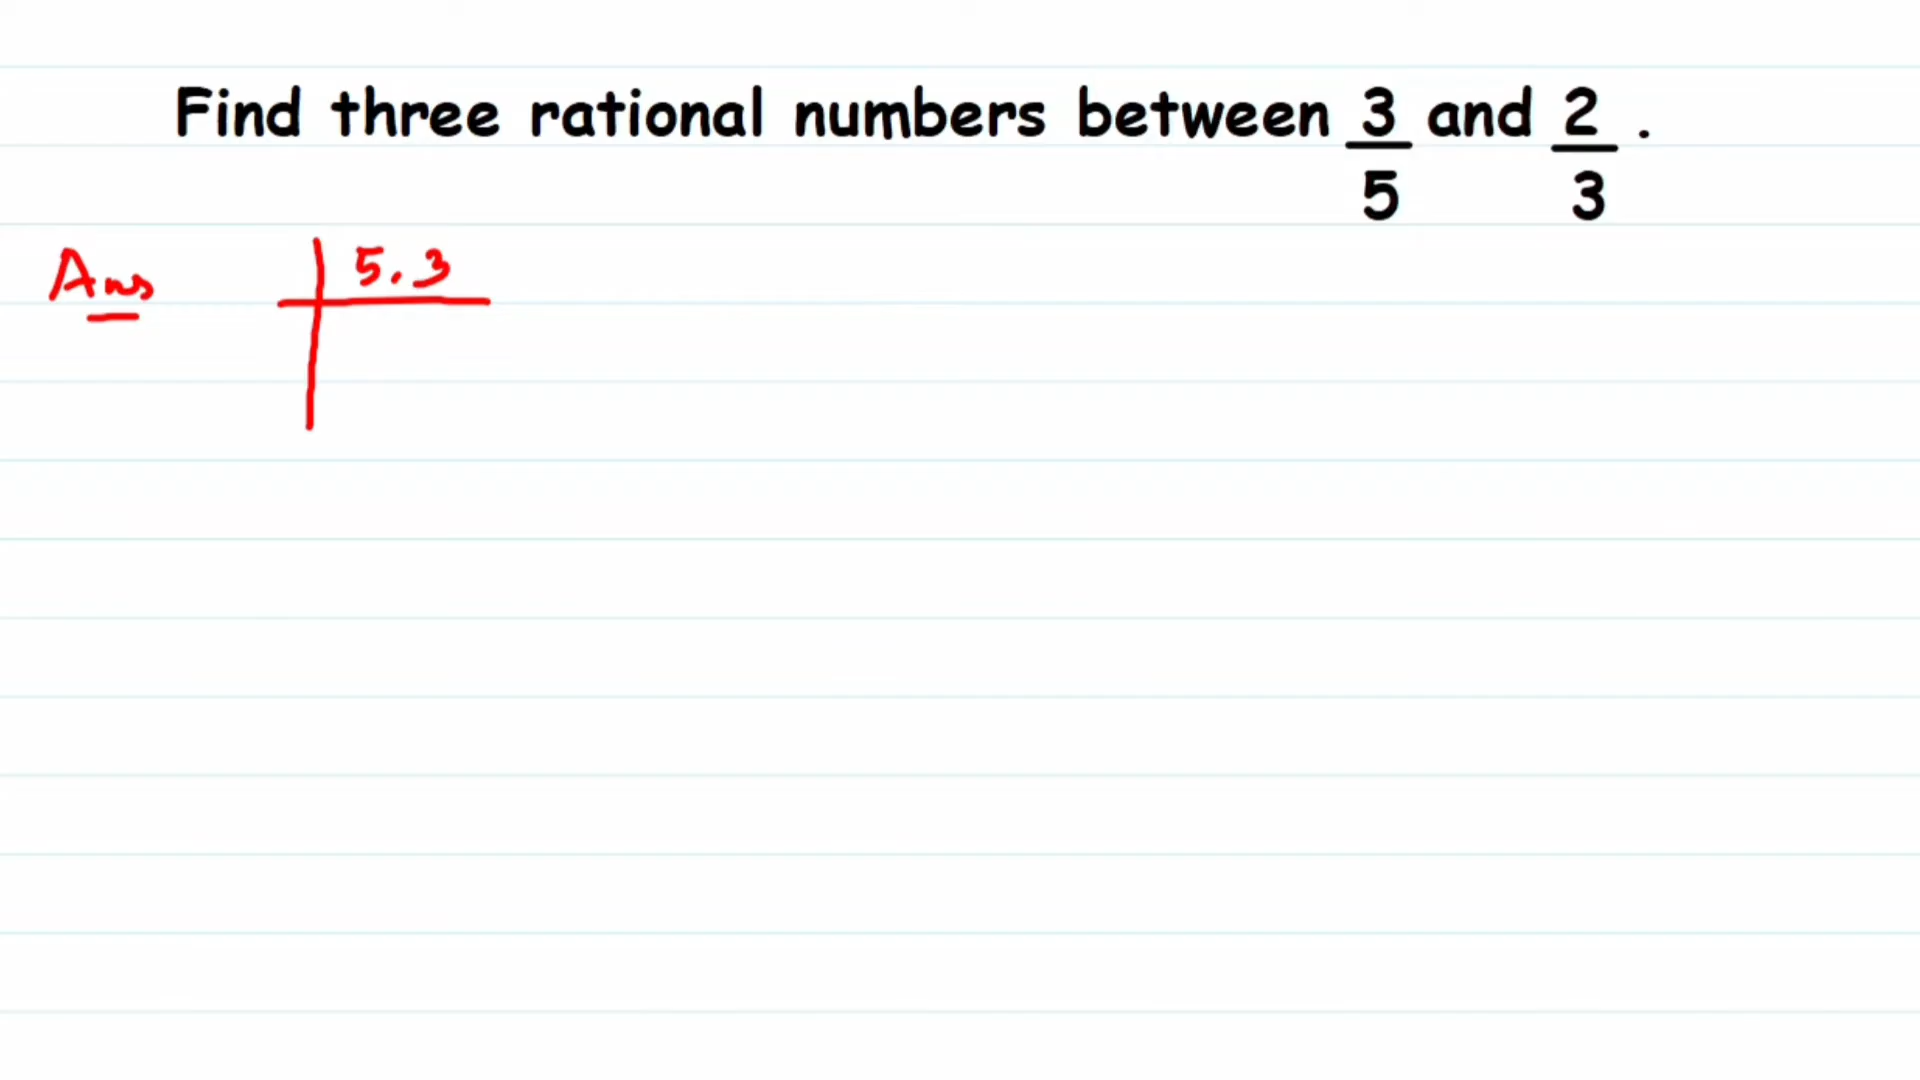 Find three rational numbers between 3/5 and 2/3 .
Ans 5.3